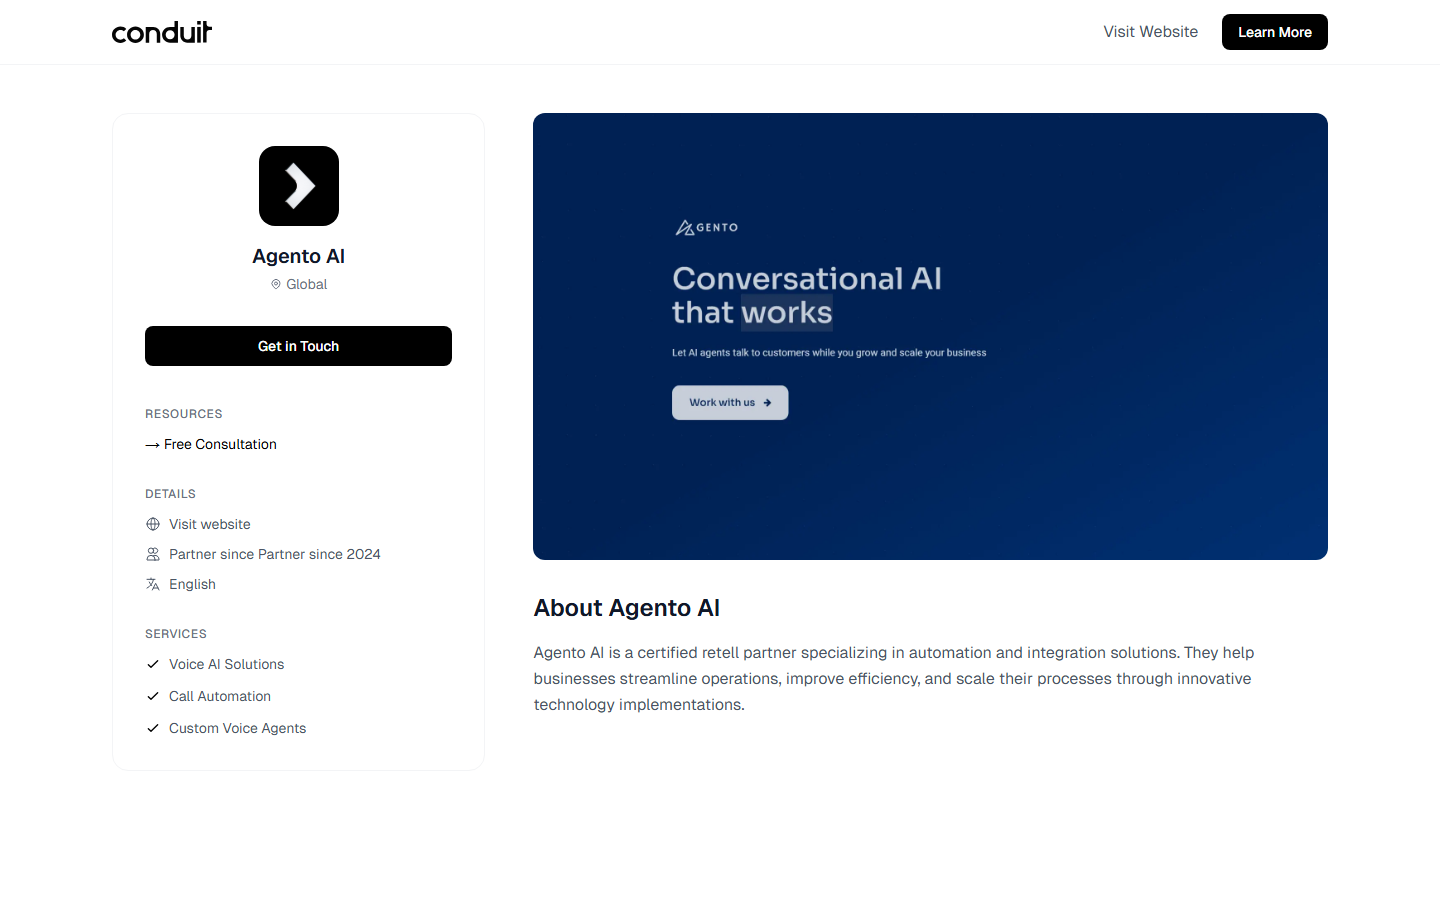 conduit
Visit Website
Learn More
Agento AI
Global
Get in Touch
RESOURCES
→ Free Consultation
DETAILS
Visit website
Partner since Partner since 2024
English
SERVICES
Voice AI Solutions
Call Automation
Custom Voice Agents
AGENTO
Conversational AI
that works
Let AI agents talk to customers while you grow and scale your business
Work with us →
About Agento AI
Agento AI is a certified retell partner specializing in automation and integration solutions. They help
businesses streamline operations, improve efficiency, and scale their processes through innovative
technology implementations.